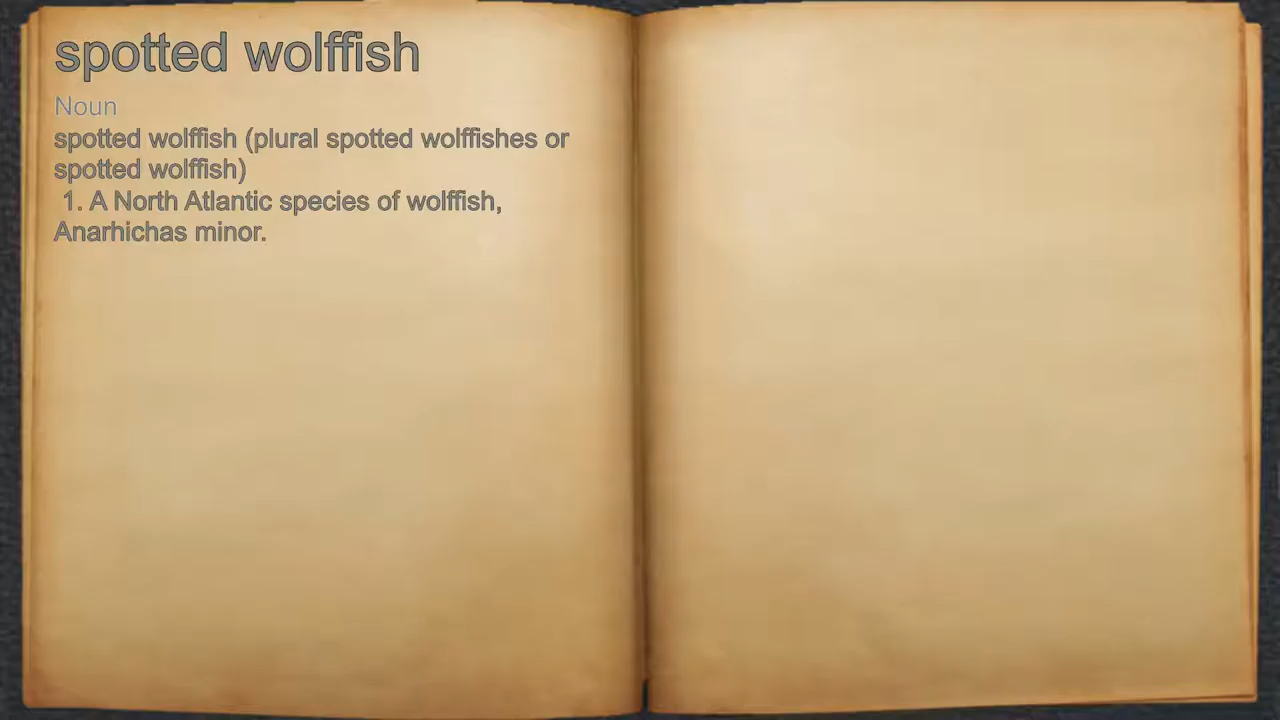 spotted wolffish
Noun
spotted wolffish (plural spotted wolffishes or
spotted wolffish)
1. A North Atlantic species of wolffish,
Anarhichas minor.